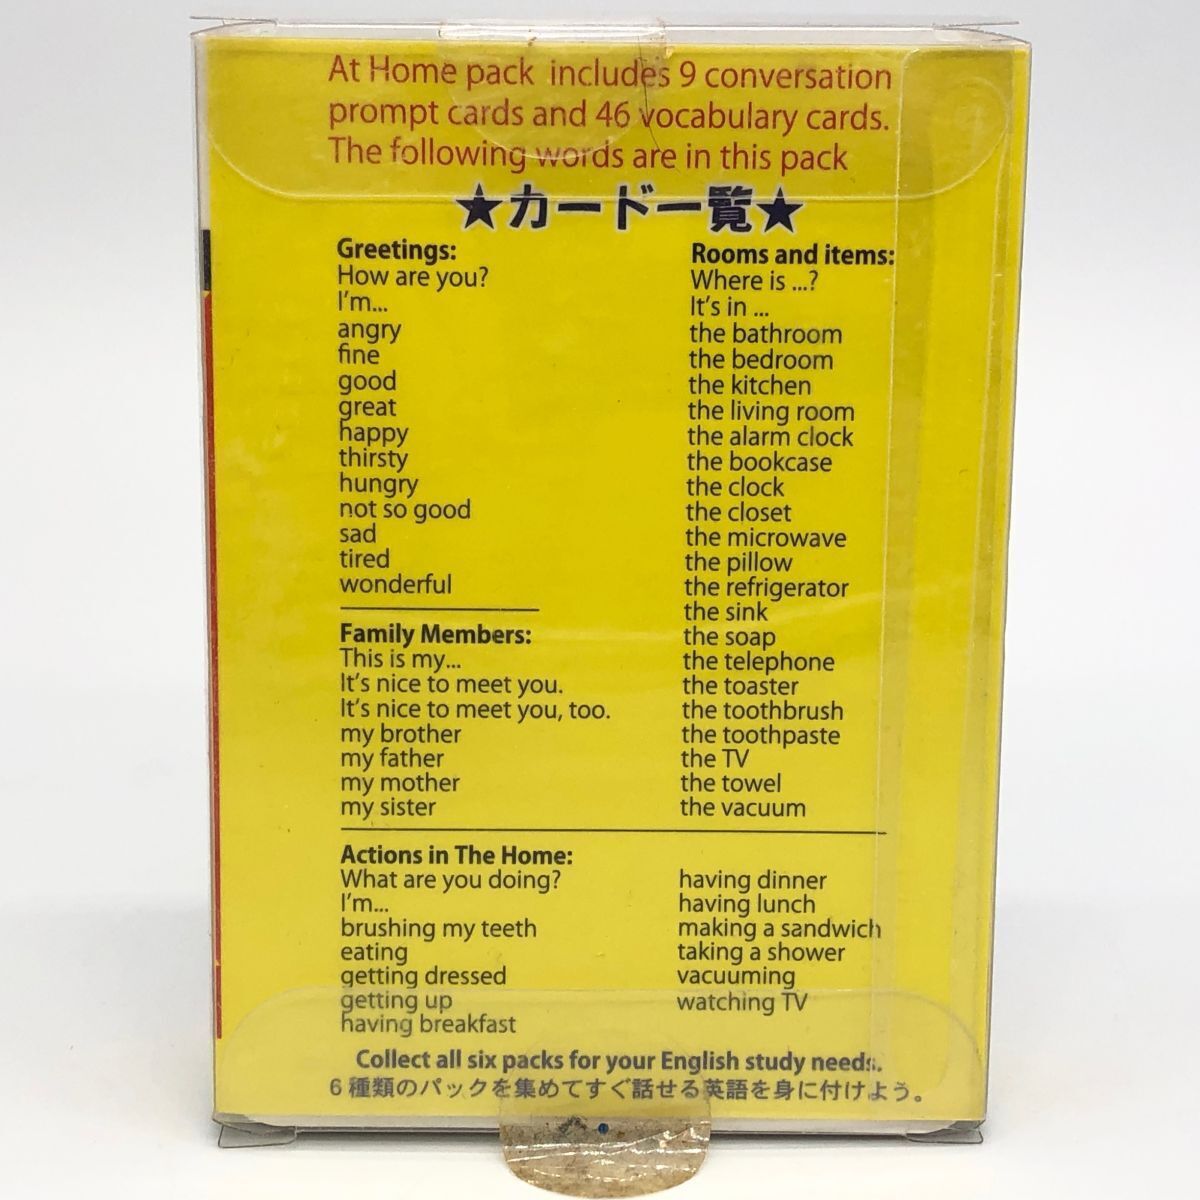 At Home pack includes 9 conversation
prompt cards and 46 vocabulary cards.
The following words are in this pack
★カード一覧★
Greetings:
How are you?
I'm...
angry
fine
good
great
happy
thirsty
hungry
not so good
sad
tired
wonderful
Family Members:
This is my...
It's nice to meet you.
It's nice to meet you, too.
my brother
my father
my mother
my sister
Rooms and items:
Where is ...?
It's in ...
the bathroom
the bedroom
the kitchen
the living room
the alarm clock
the bookcase
the clock
the closet
the microwave
the pillow
the refrigerator
the sink
the soap
the telephone
the toaster
the toothbrush
the toothpaste
the TV
the towel
the vacuum
Actions in The Home:
What are you doing?
I'm...
brushing my teeth
eating
getting dressed
getting up
having breakfast
having dinner
having lunch
making a sandwich
taking a shower
vacuuming
watching TV
Collect all six packs for your English study needs.
6種類のパックを集めてすぐ話せる英語を身に付けよう。